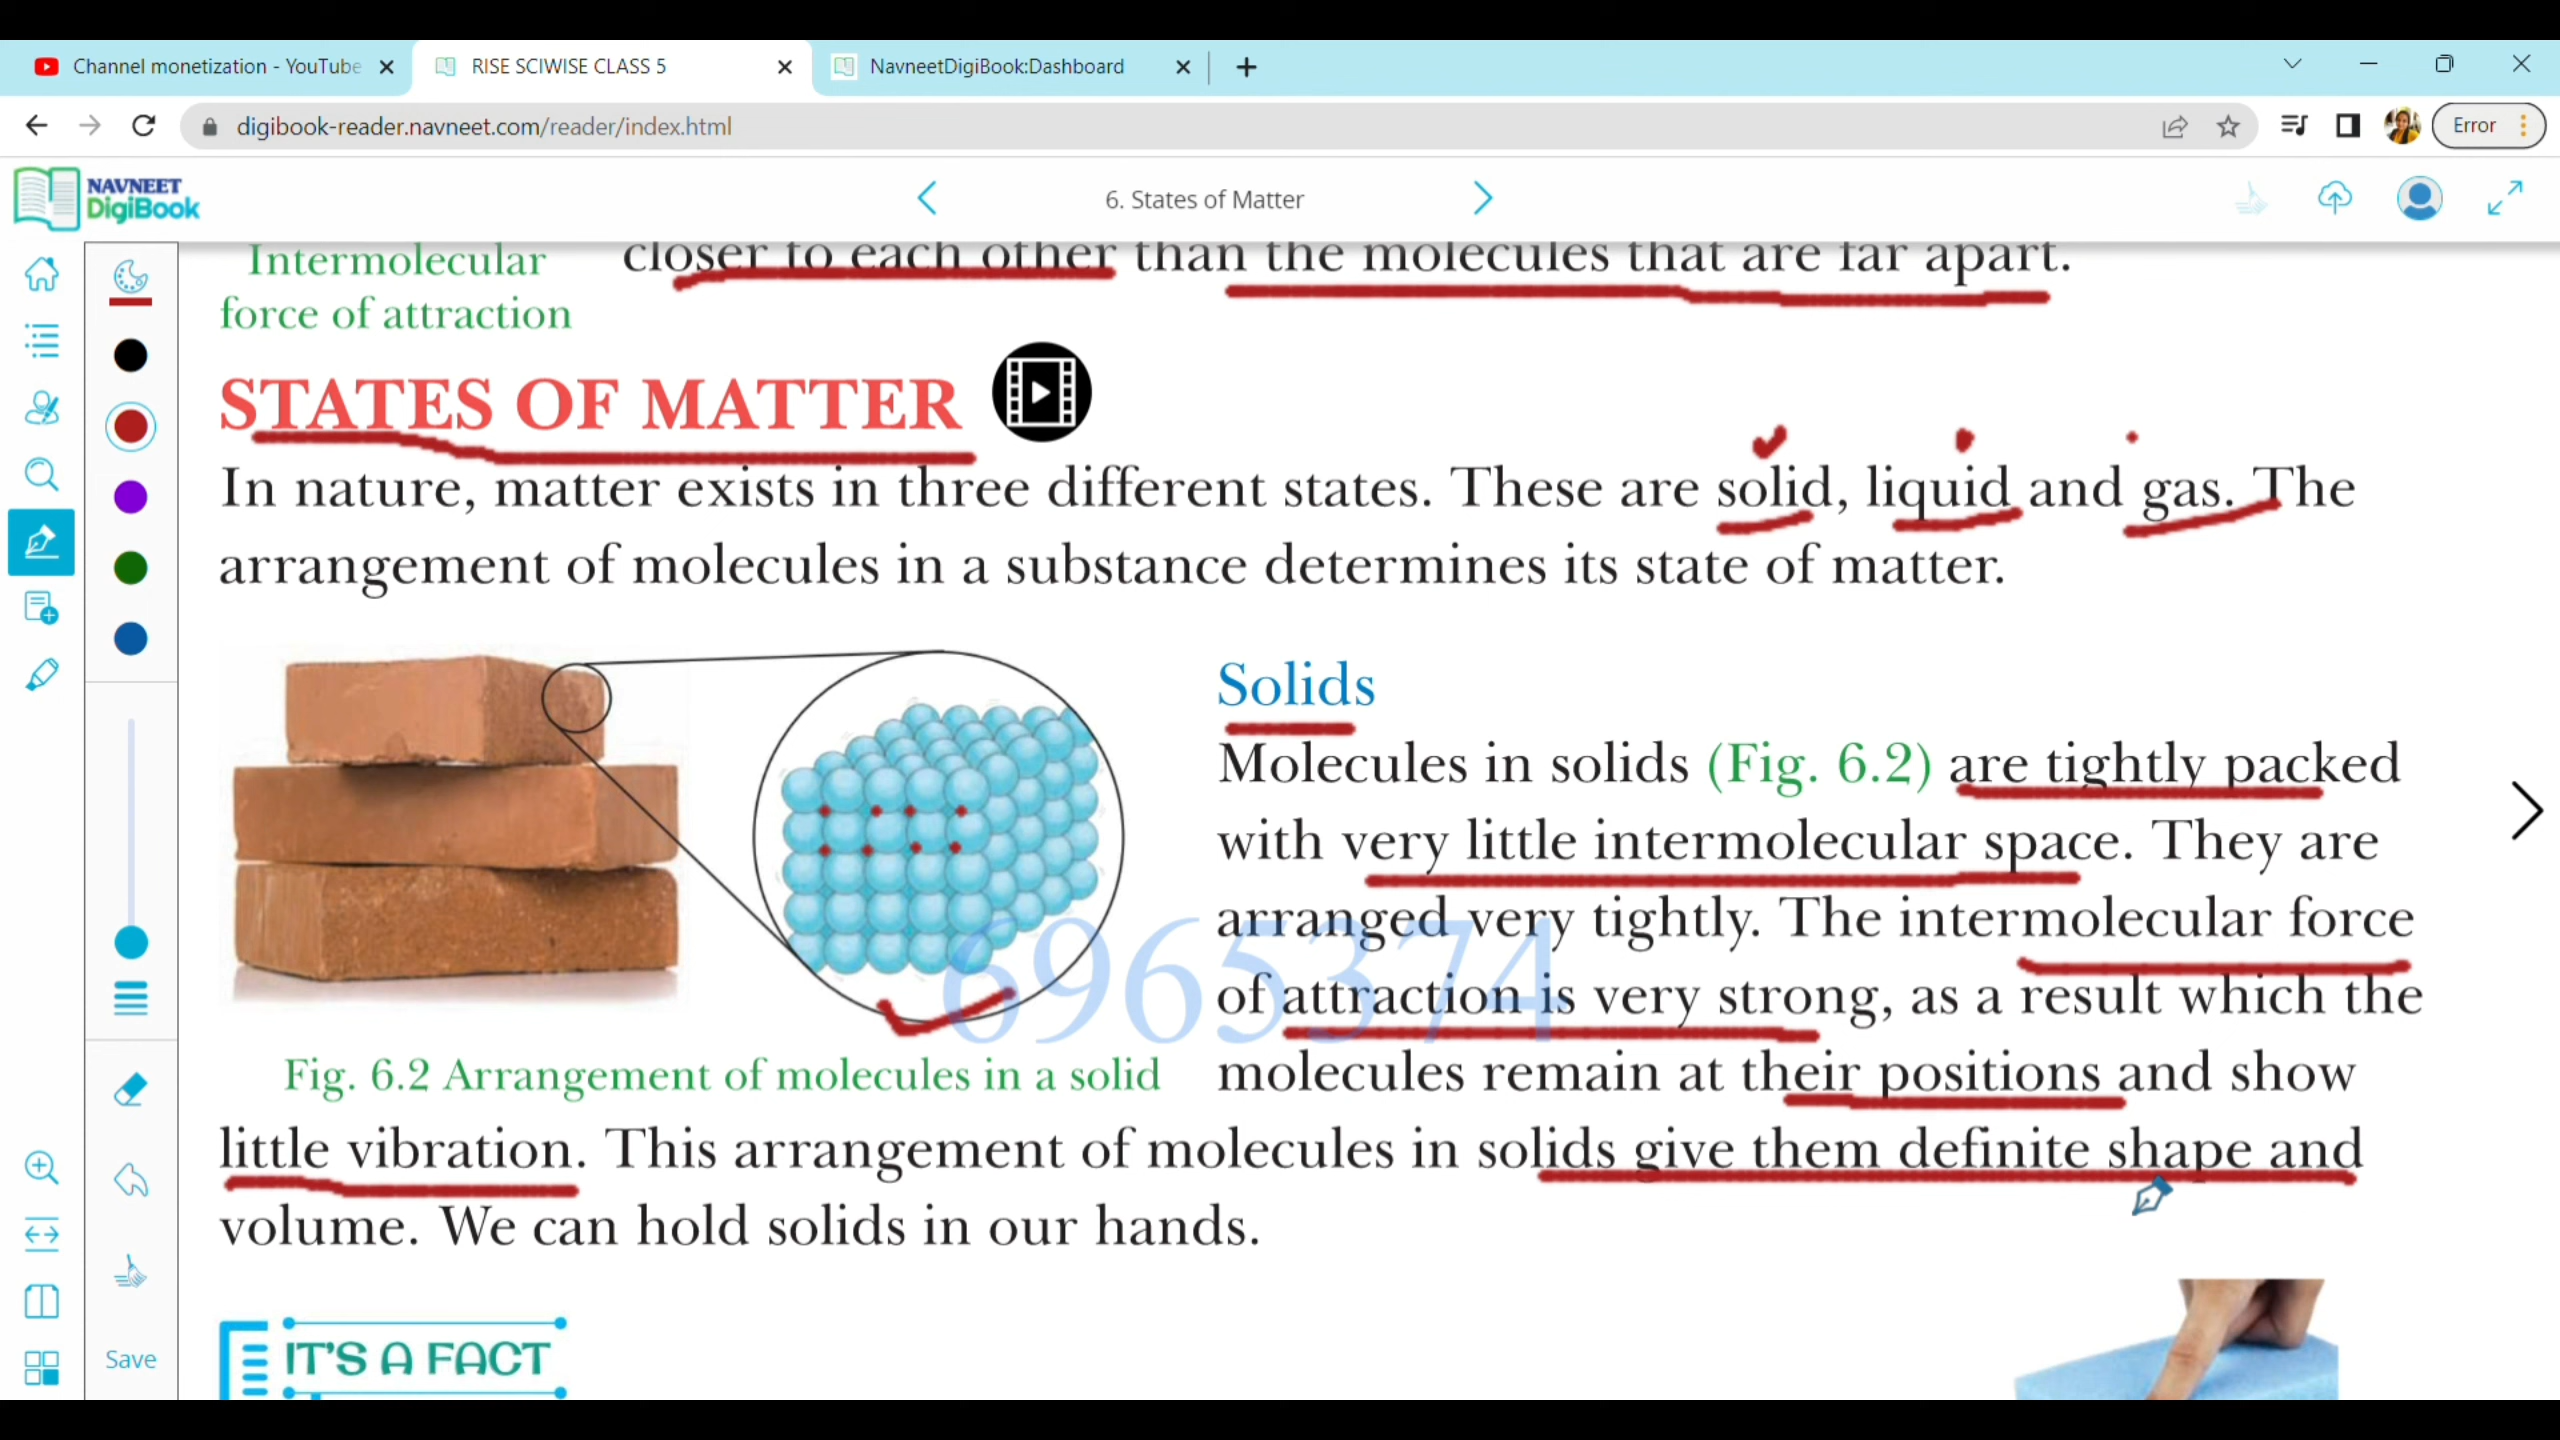 Channel monetization - YouTube
RISE SCIWISE CLASS 5
NavneetDigiBook:Dashboard
digibook-reader.navneet.com/reader/index.html
Error
NAVNEET
DigiBook
6. States of Matter
Intermolecular
force of attraction
closer to each other than the molecules that are far apart.
STATES OF MATTER
In nature, matter exists in three different states. These are solid, liquid and gas. The
arrangement of molecules in a substance determines its state of matter.
Solids
Molecules in solids (Fig. 6.2) are tightly packed
with very little intermolecular space. They are
arranged very tightly. The intermolecular force
of attraction is very strong, as a result which the
molecules remain at their positions and show
little vibration. This arrangement of molecules in solids give them definite shape and
volume. We can hold solids in our hands.
6965374
Fig. 6.2 Arrangement of molecules in a solid
IT'S A FACT
Save